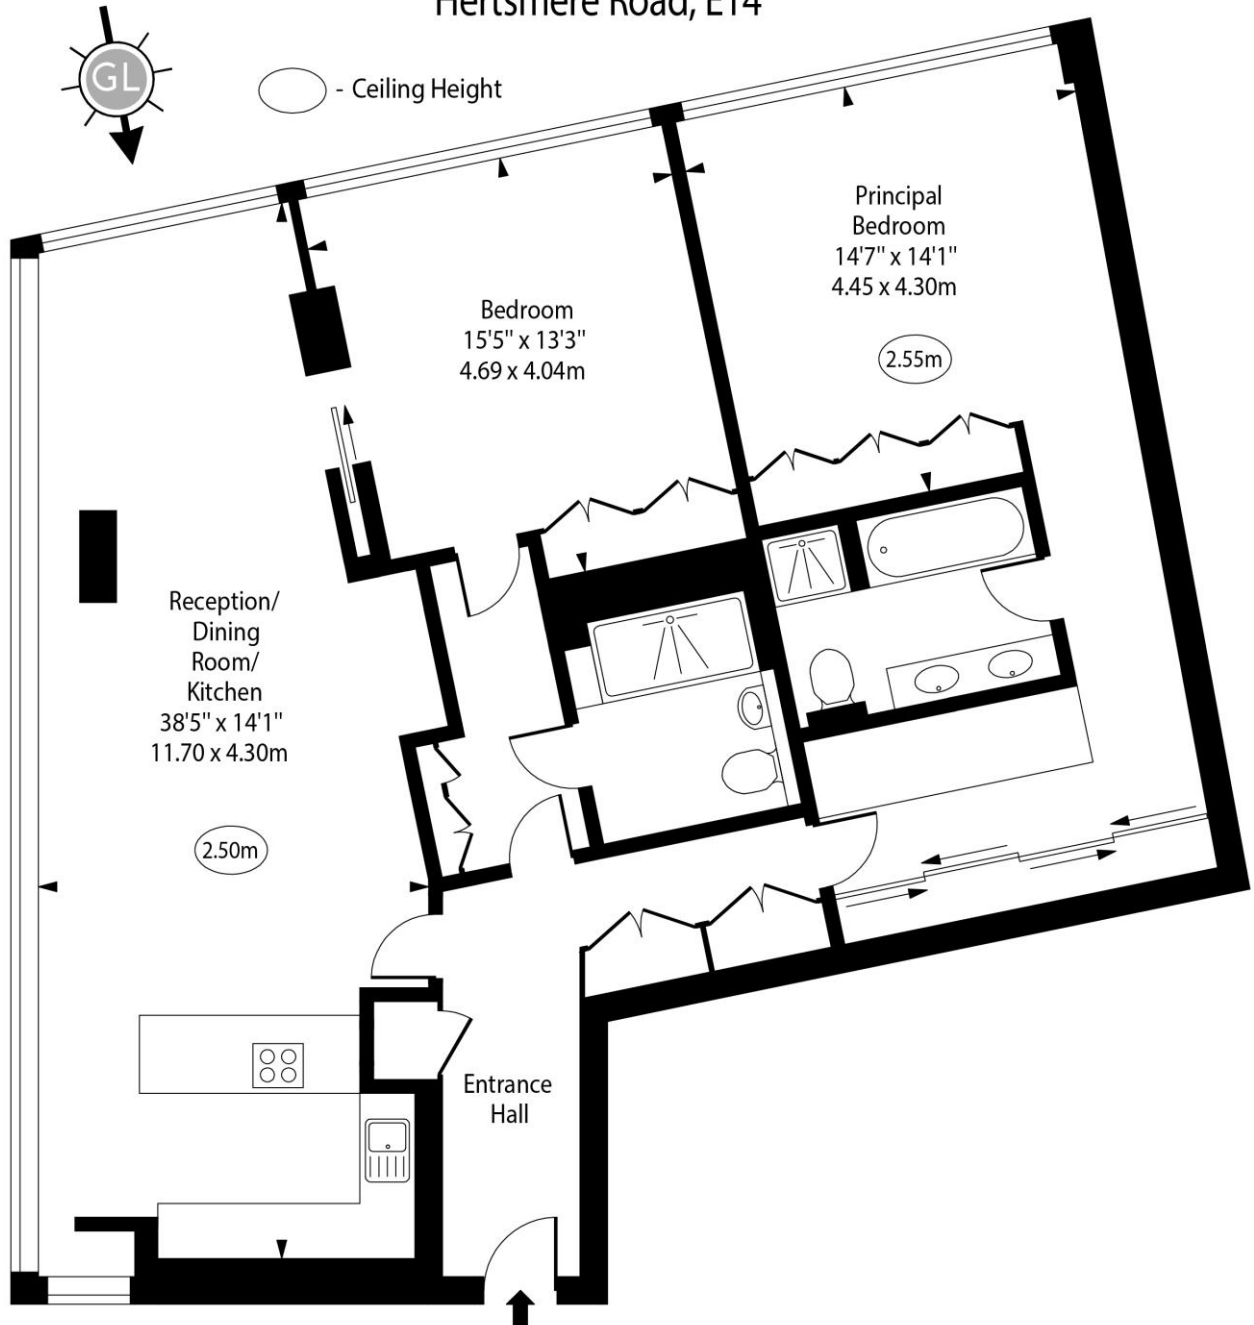 Hertsmere Road, E14
GL
- Ceiling Height
Principal
Bedroom
14'7" x 14'1"
4.45 x 4.30m
2.55m
Bedroom
15'5" x 13'3"
4.69 x 4.04m
Reception/
Dining
Room/
Kitchen
38'5" x 14'1"
11.70 x 4.30m
2.50m
Entrance
Hall